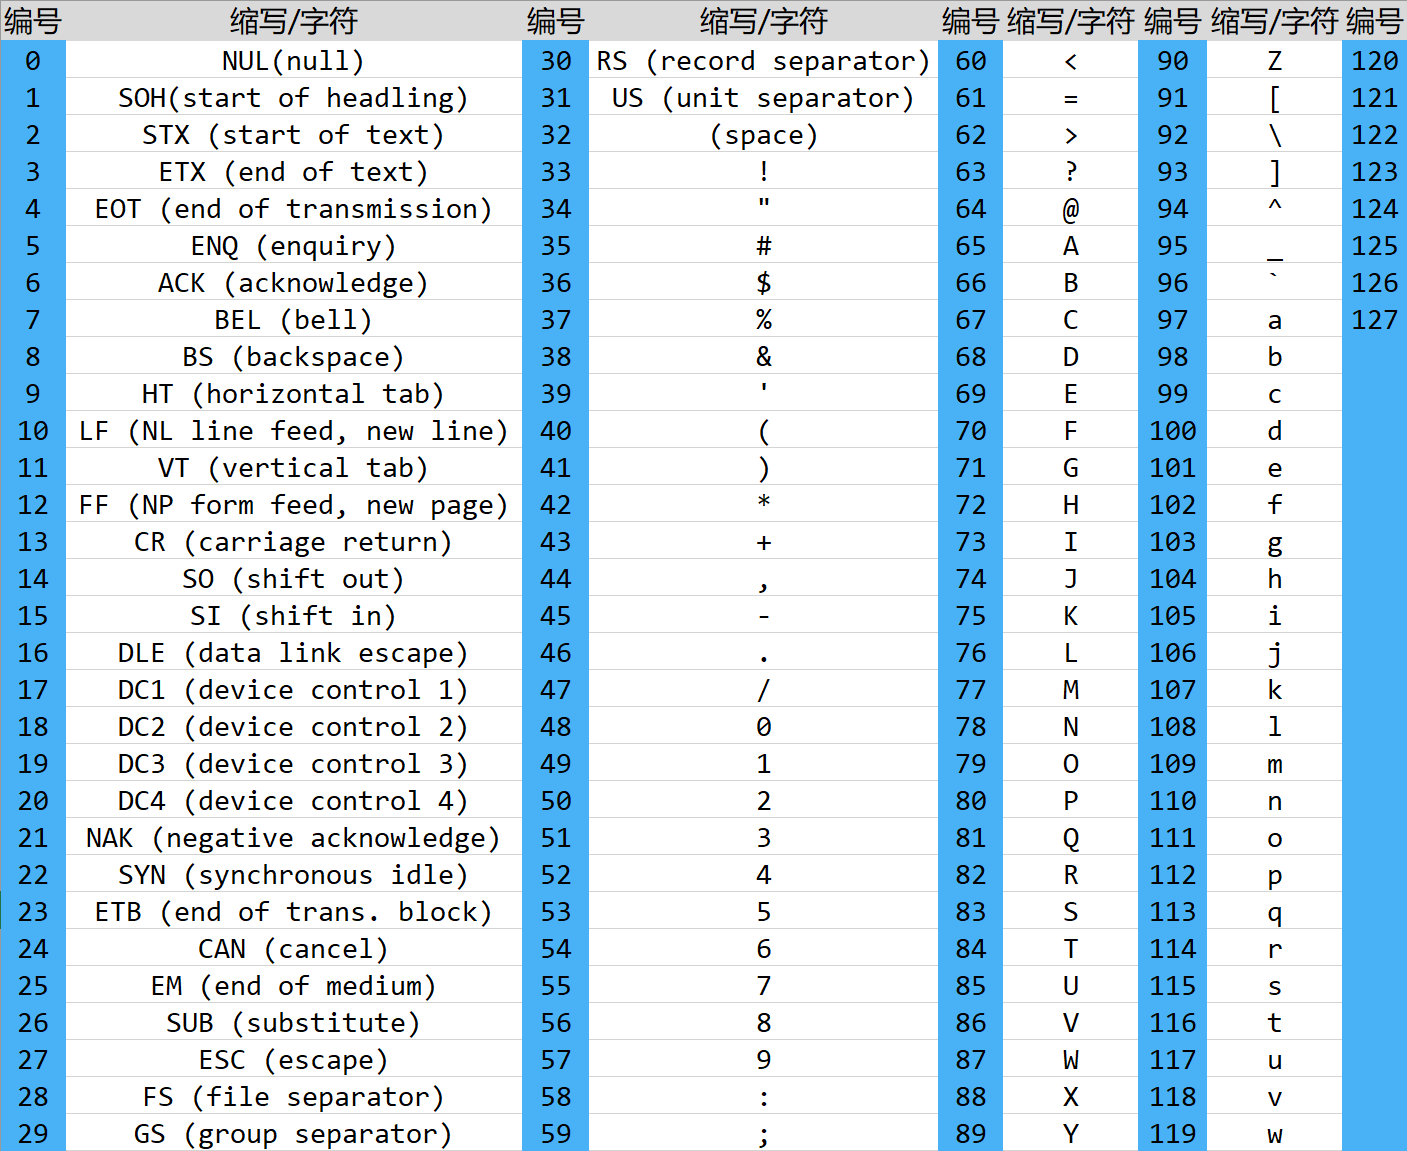 编号 缩写/字符 编号 缩写/字符 编号 缩写/字符 编号 缩写/字符 编号
0 NUL(null) 30 RS (record separator) 60 < 90 Z 120
1 SOH(start of headling) 31 US (unit separator) 61 = 91 [ 121
2 STX (start of text) 32 (space) 62 > 92 \ 122
3 ETX (end of text) 33 ! 63 ? 93 ] 123
4 EOT (end of transmission) 34 " 64 @ 94 ^ 124
5 ENQ (enquiry) 35 # 65 A 95 _ 125
6 ACK (acknowledge) 36 $ 66 B 96 ` 126
7 BEL (bell) 37 % 67 C 97 a 127
8 BS (backspace) 38 & 68 D 98 b
9 HT (horizontal tab) 39 ' 69 E 99 c
10 LF (NL line feed, new line) 40 ( 70 F 100 d
11 VT (vertical tab) 41 ) 71 G 101 e
12 FF (NP form feed, new page) 42 * 72 H 102 f
13 CR (carriage return) 43 + 73 I 103 g
14 SO (shift out) 44 , 74 J 104 h
15 SI (shift in) 45 - 75 K 105 i
16 DLE (data link escape) 46 . 76 L 106 j
17 DC1 (device control 1) 47 / 77 M 107 k
18 DC2 (device control 2) 48 0 78 N 108 l
19 DC3 (device control 3) 49 1 79 O 109 m
20 DC4 (device control 4) 50 2 80 P 110 n
21 NAK (negative acknowledge) 51 3 81 Q 111 o
22 SYN (synchronous idle) 52 4 82 R 112 p
23 ETB (end of trans. block) 53 5 83 S 113 q
24 CAN (cancel) 54 6 84 T 114 r
25 EM (end of medium) 55 7 85 U 115 s
26 SUB (substitute) 56 8 86 V 116 t
27 ESC (escape) 57 9 87 W 117 u
28 FS (file separator) 58 : 88 X 118 v
29 GS (group separator) 59 ; 89 Y 119 w